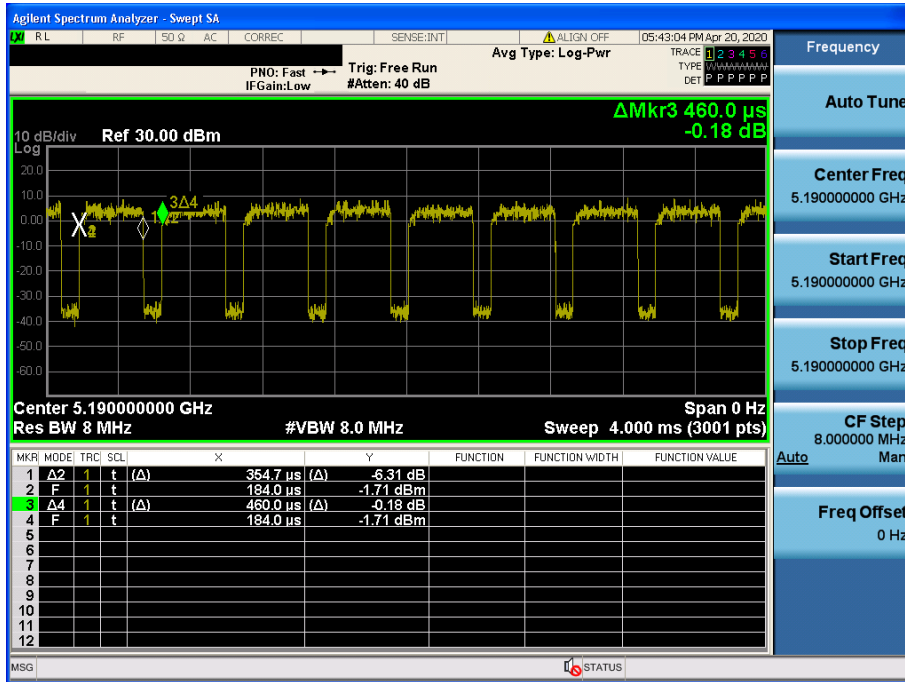 Agilent Spectrum Analyzer - Swept SA
LXI RL RF 50 Ω AC CORREC SENSE:INT ALIGN OFF 05:43:04 PM Apr 20, 2020
Avg Type: Log-Pwr TRACE 1 2 3 4 5 6
PNO: Fast Trig: Free Run TYPE
IFGain:Low #Atten: 40 dB DET P P P P P P
ΔMkr3 460.0 µs
-0.18 dB
10 dB/div Ref 30.00 dBm
Log
20.0
10.0
0.00
-10.0
-20.0
-30.0
-40.0
-50.0
-60.0
3Δ4
Center 5.190000000 GHz Span 0 Hz
Res BW 8 MHz #VBW 8.0 MHz Sweep 4.000 ms (3001 pts)
MKR MODE TRC SCL X Y FUNCTION FUNCTION WIDTH FUNCTION VALUE
1 Δ2 1 t (Δ) 354.7 µs (Δ) -6.31 dB
2 F 1 t 184.0 µs -1.71 dBm
3 Δ4 1 t (Δ) 460.0 µs (Δ) -0.18 dB
4 F 1 t 184.0 µs -1.71 dBm
5
6
7
8
9
10
11
12
MSG STATUS
Frequency
Auto Tune
Center Freq
5.190000000 GHz
Start Freq
5.190000000 GHz
Stop Freq
5.190000000 GHz
CF Step
8.000000 MHz
Auto Man
Freq Offset
0 Hz